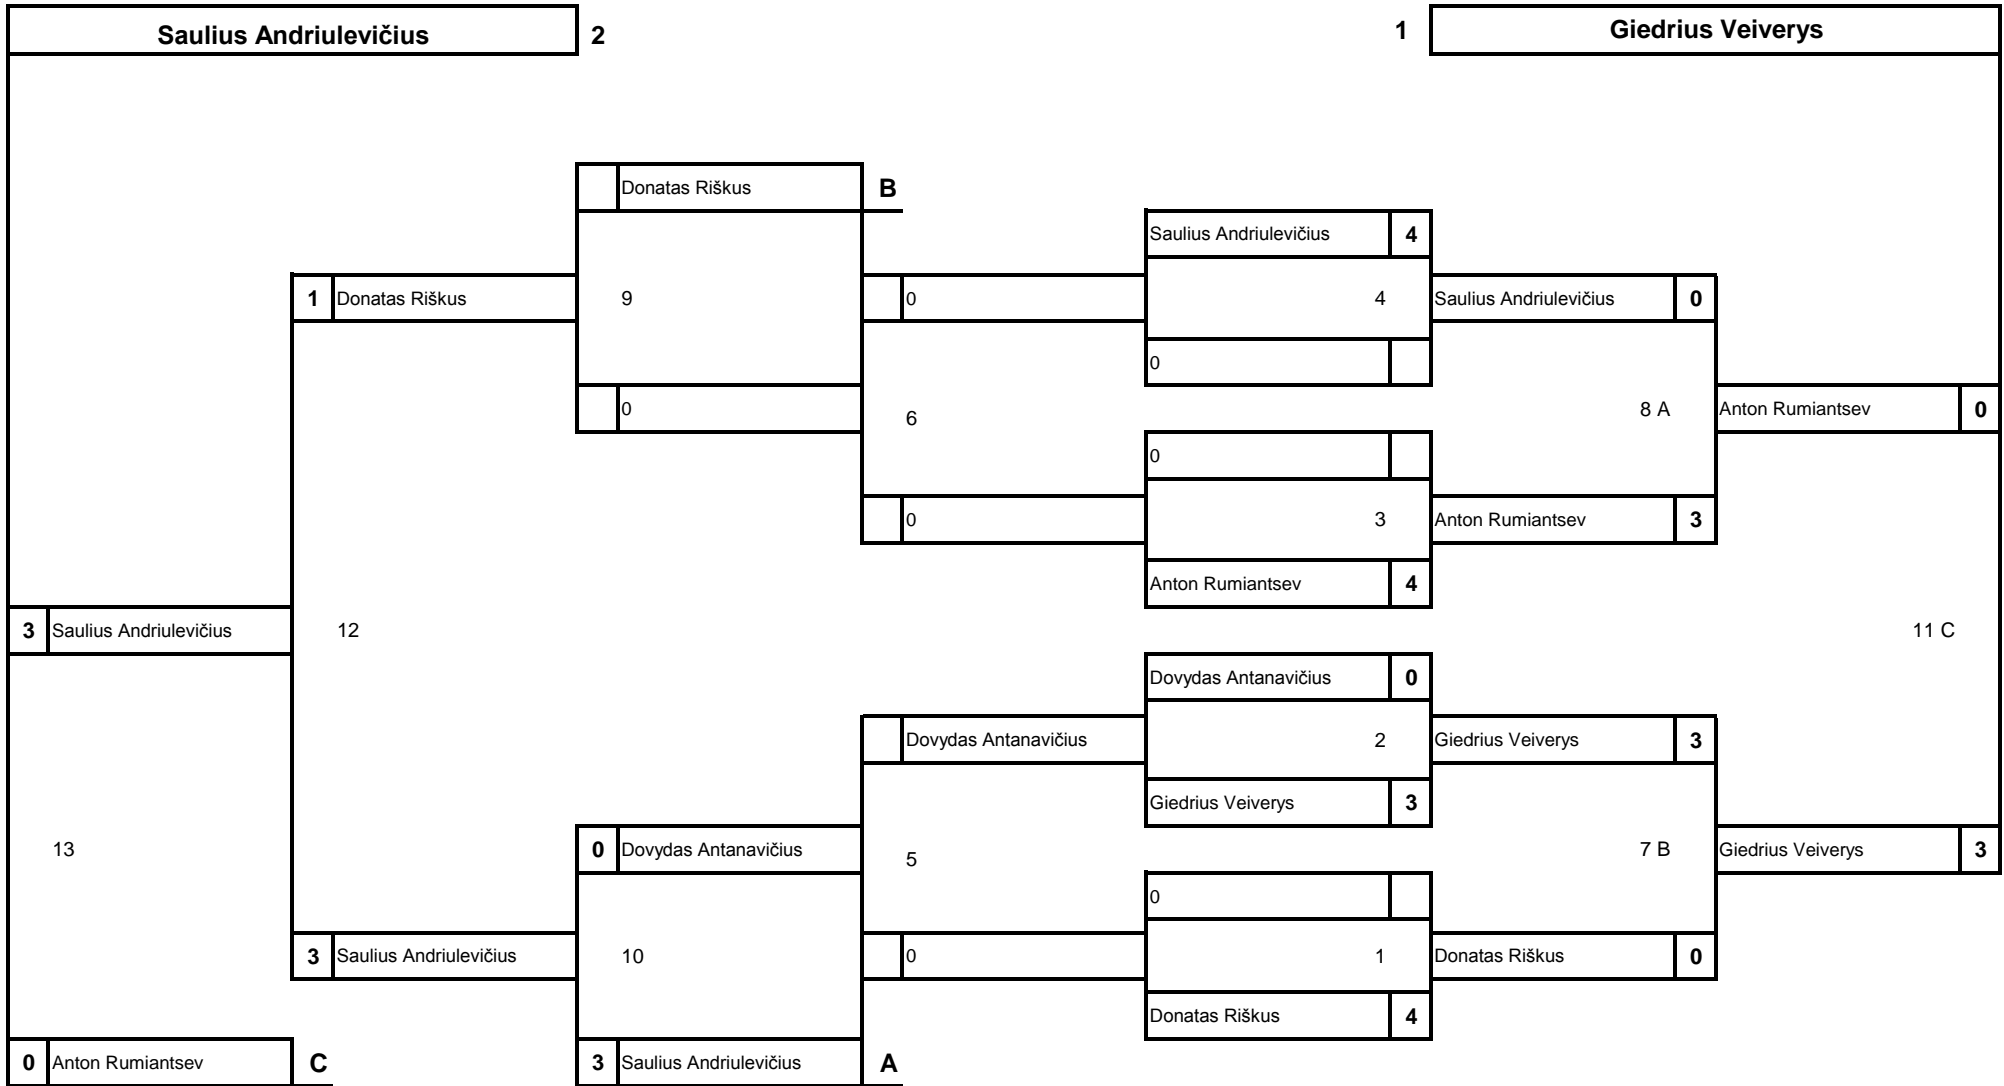 Saulius Andriulevičius 2 1 Giedrius Veiverys
Donatas Riškus B
Saulius Andriulevičius 4
1 Donatas Riškus 9 0 4 Saulius Andriulevičius 0
0
0 6 8 A Anton Rumiantsev 0
0
0 3 Anton Rumiantsev 3
Anton Rumiantsev 4
3 Saulius Andriulevičius 12 11 C
Dovydas Antanavičius 0
Dovydas Antanavičius 2 Giedrius Veiverys 3
Giedrius Veiverys 3
13 0 Dovydas Antanavičius 5 7 B Giedrius Veiverys 3
0
3 Saulius Andriulevičius 10 0 1 Donatas Riškus 0
Donatas Riškus 4
0 Anton Rumiantsev C 3 Saulius Andriulevičius A